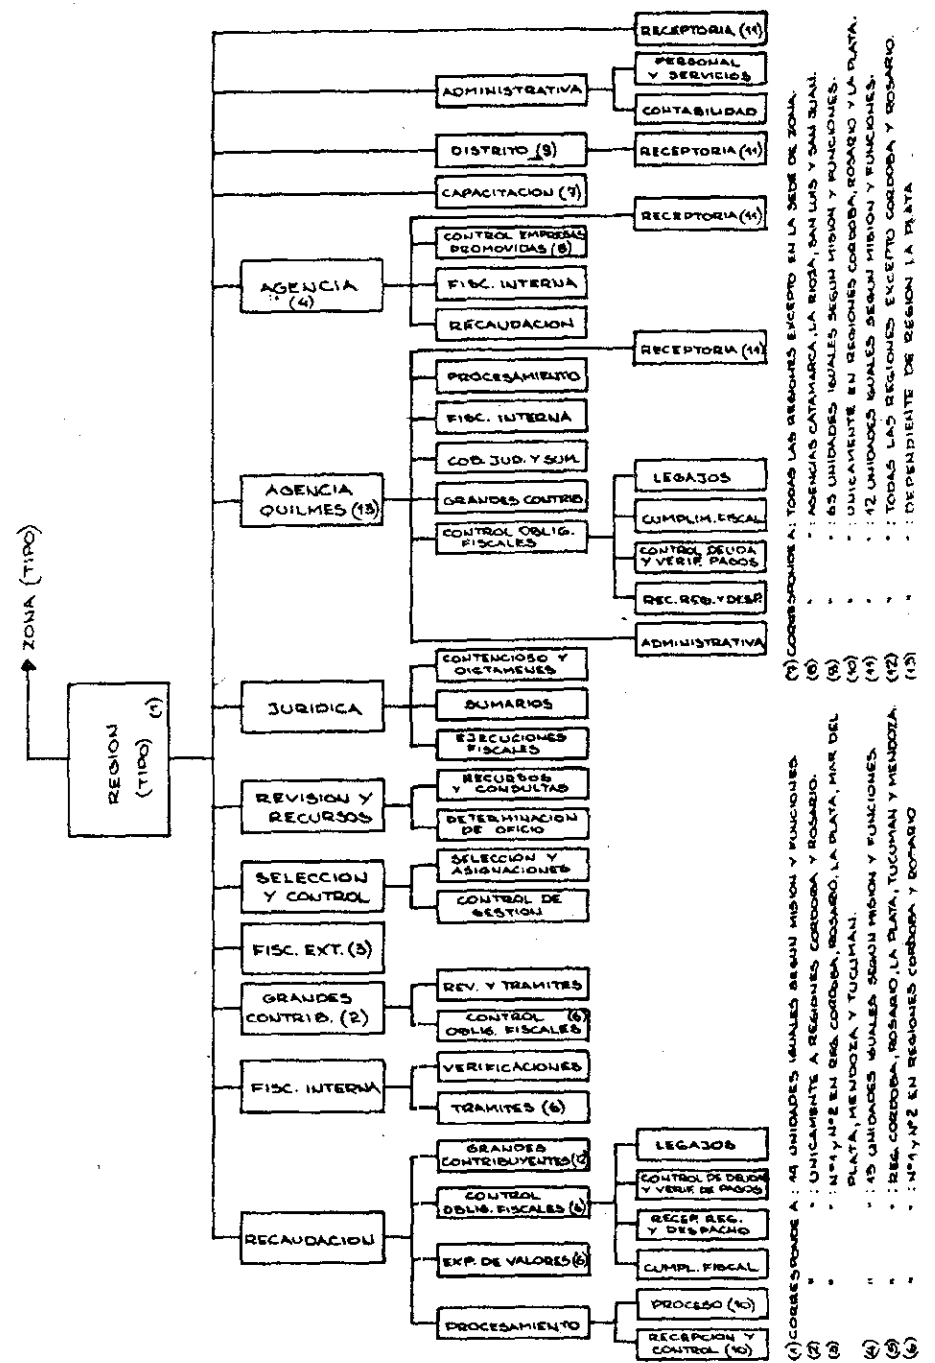 ZONA (TIPO)
REGION
(TIPO) (1)
RECEPTORIA (11)
ADMINISTRATIVA
PERSONAL
Y SERVICIOS
CONTABILIDAD
DISTRITO (9)
RECEPTORIA (11)
CAPACITACION (7)
AGENCIA
(4)
RECEPTORIA (11)
CONTROL EMPRESAS
PROMOVIDAS (8)
FISC. INTERNA
RECAUDACION
AGENCIA
QUILMES (13)
RECEPTORIA (11)
PROCESAMIENTO
FISC. INTERNA
COB. JUD. Y SUM.
GRANDES CONTRIB.
CONTROL OBLIG.
FISCALES
LEGAJOS
CUMPLIM. FISCAL
CONTROL DEUDA
Y VERIF. PAGOS
REC. REG. Y DESP.
ADMINISTRATIVA
JURIDICA
CONTENCIOSO Y
DICTAMENES
SUMARIOS
EJECUCIONES
FISCALES
REVISION Y
RECURSOS
RECURSOS
Y CONSULTAS
DETERMINACION
DE OFICIO
SELECCION
Y CONTROL
SELECCION Y
ASIGNACIONES
CONTROL DE
GESTION
FISC. EXT. (3)
GRANDES
CONTRIB. (2)
REV. Y TRAMITES
CONTROL (6)
OBLIG. FISCALES
FISC. INTERNA
VERIFICACIONES
TRAMITES (6)
RECAUDACION
GRANDES
CONTRIBUYENTES (12)
CONTROL
OBLIG. FISCALES (6)
LEGAJOS
CONTROL DE DEUDA
Y VERIF. DE PAGOS
RECEP. REG.
Y DESPACHO
CUMPL. FISCAL
EXP. DE VALORES (6)
PROCESAMIENTO
PROCESO (10)
RECEPCION Y
CONTROL (10)
(1) CORRESPONDE A : 14 UNIDADES IGUALES SEGUN MISION Y FUNCIONES.
(2) " : UNICAMENTE A REGIONES CORDOBA Y ROSARIO.
(3) " : Nº 1 y Nº 2 EN REG. CORDOBA, ROSARIO, LA PLATA, MAR DEL
PLATA, MENDOZA Y TUCUMAN.
(4) " : 13 UNIDADES IGUALES SEGUN MISION Y FUNCIONES.
(5) " : REG. CORDOBA, ROSARIO, LA PLATA, TUCUMAN Y MENDOZA.
(6) " : Nº 1 y Nº 2 EN REGIONES CORDOBA Y ROSARIO
(7) CORRESPONDE A : TODAS LAS REGIONES EXCEPTO EN LA SEDE DE ZONA.
(8) " : AGENCIAS CATAMARCA, LA RIOJA, SAN LUIS Y SAN JUAN.
(9) " : 65 UNIDADES IGUALES SEGUN MISION Y FUNCIONES.
(10) " : UNICAMENTE EN REGIONES CORDOBA, ROSARIO Y LA PLATA.
(11) " : 12 UNIDADES IGUALES SEGUN MISION Y FUNCIONES.
(12) " : TODAS LAS REGIONES EXCEPTO CORDOBA Y ROSARIO.
(13) " : DEPENDIENTE DE REGION LA PLATA